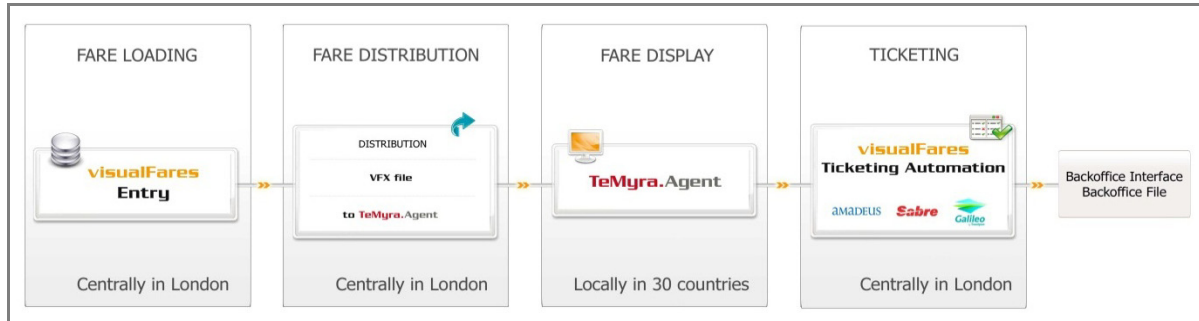 FARE LOADING
visualFares
Entry
Centrally in London
FARE DISTRIBUTION
DISTRIBUTION
VFX file
to TeMyra.Agent
Centrally in London
FARE DISPLAY
TeMyra.Agent
Locally in 30 countries
TICKETING
visualFares
Ticketing Automation
AMADEUS Sabre Galileo
Centrally in London
Backoffice Interface
Backoffice File